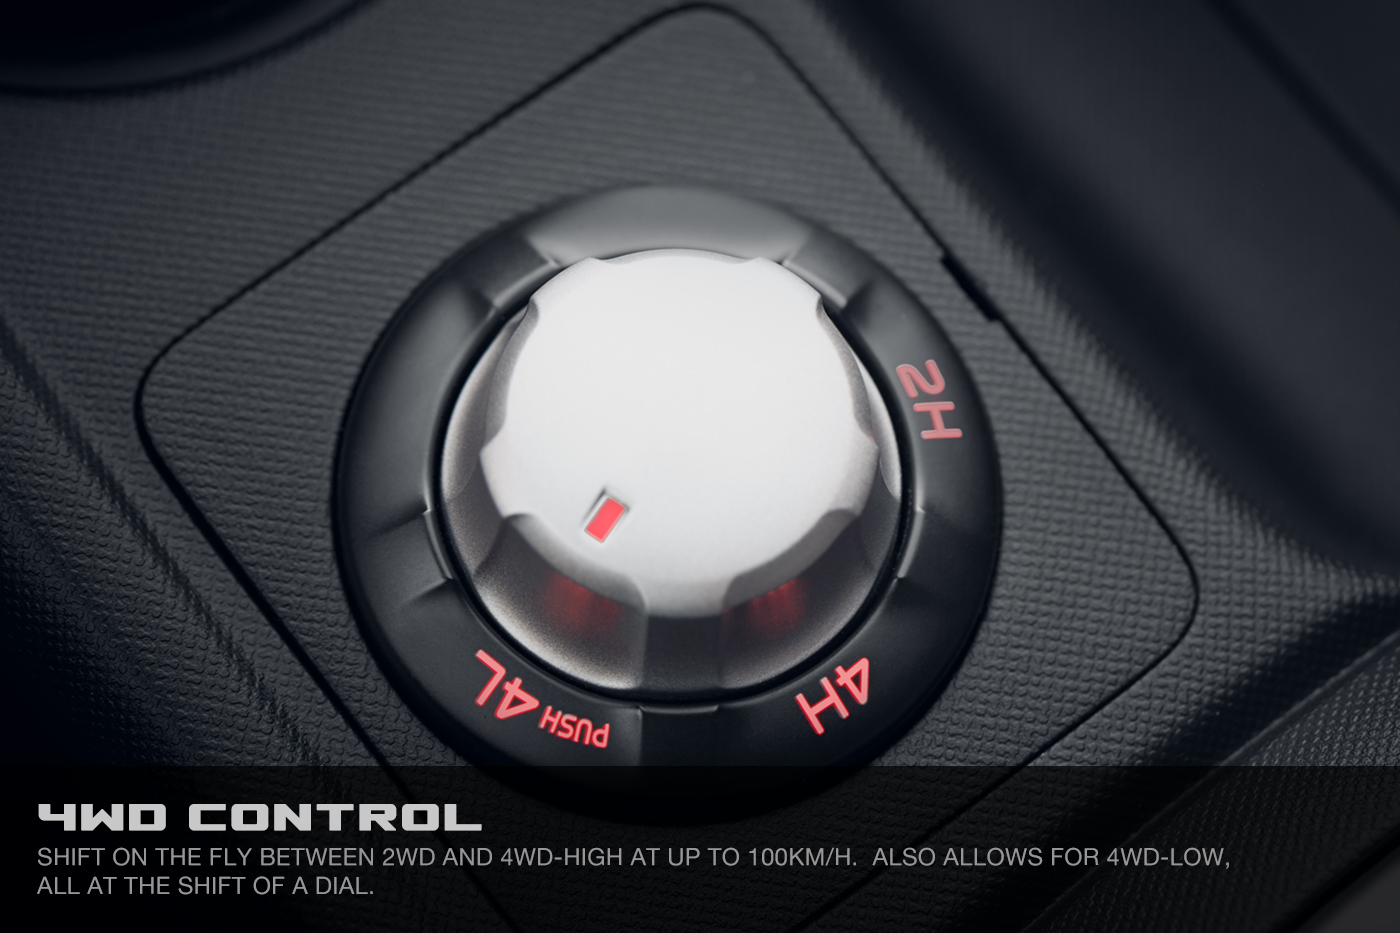 2H
4H
PUSH 4L
4WD CONTROL
SHIFT ON THE FLY BETWEEN 2WD AND 4WD-HIGH AT UP TO 100KM/H.  ALSO ALLOWS FOR 4WD-LOW,
ALL AT THE SHIFT OF A DIAL.